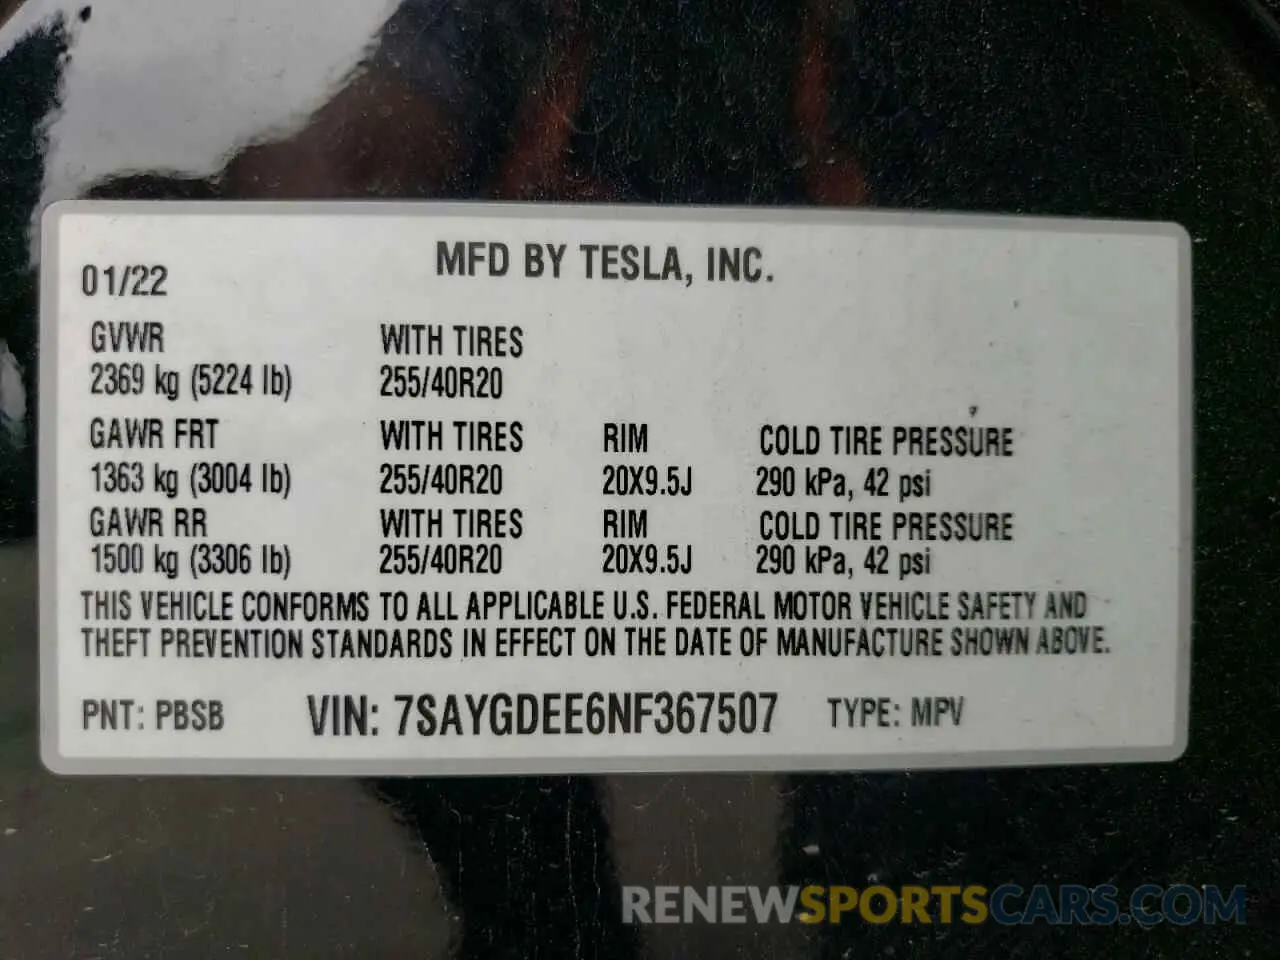 MFD BY TESLA, INC.
01/22
GVWR WITH TIRES
2369 kg (5224 lb) 255/40R20
GAWR FRT WITH TIRES RIM COLD TIRE PRESSURE
1363 kg (3004 lb) 255/40R20 20X9.5J 290 kPa, 42 psi
GAWR RR WITH TIRES RIM COLD TIRE PRESSURE
1500 kg (3306 lb) 255/40R20 20X9.5J 290 kPa, 42 psi
THIS VEHICLE CONFORMS TO ALL APPLICABLE U.S. FEDERAL MOTOR VEHICLE SAFETY AND
THEFT PREVENTION STANDARDS IN EFFECT ON THE DATE OF MANUFACTURE SHOWN ABOVE.
PNT: PBSB VIN: 7SAYGDEE6NF367507 TYPE: MPV
RENEWSPORTSCARS.COM